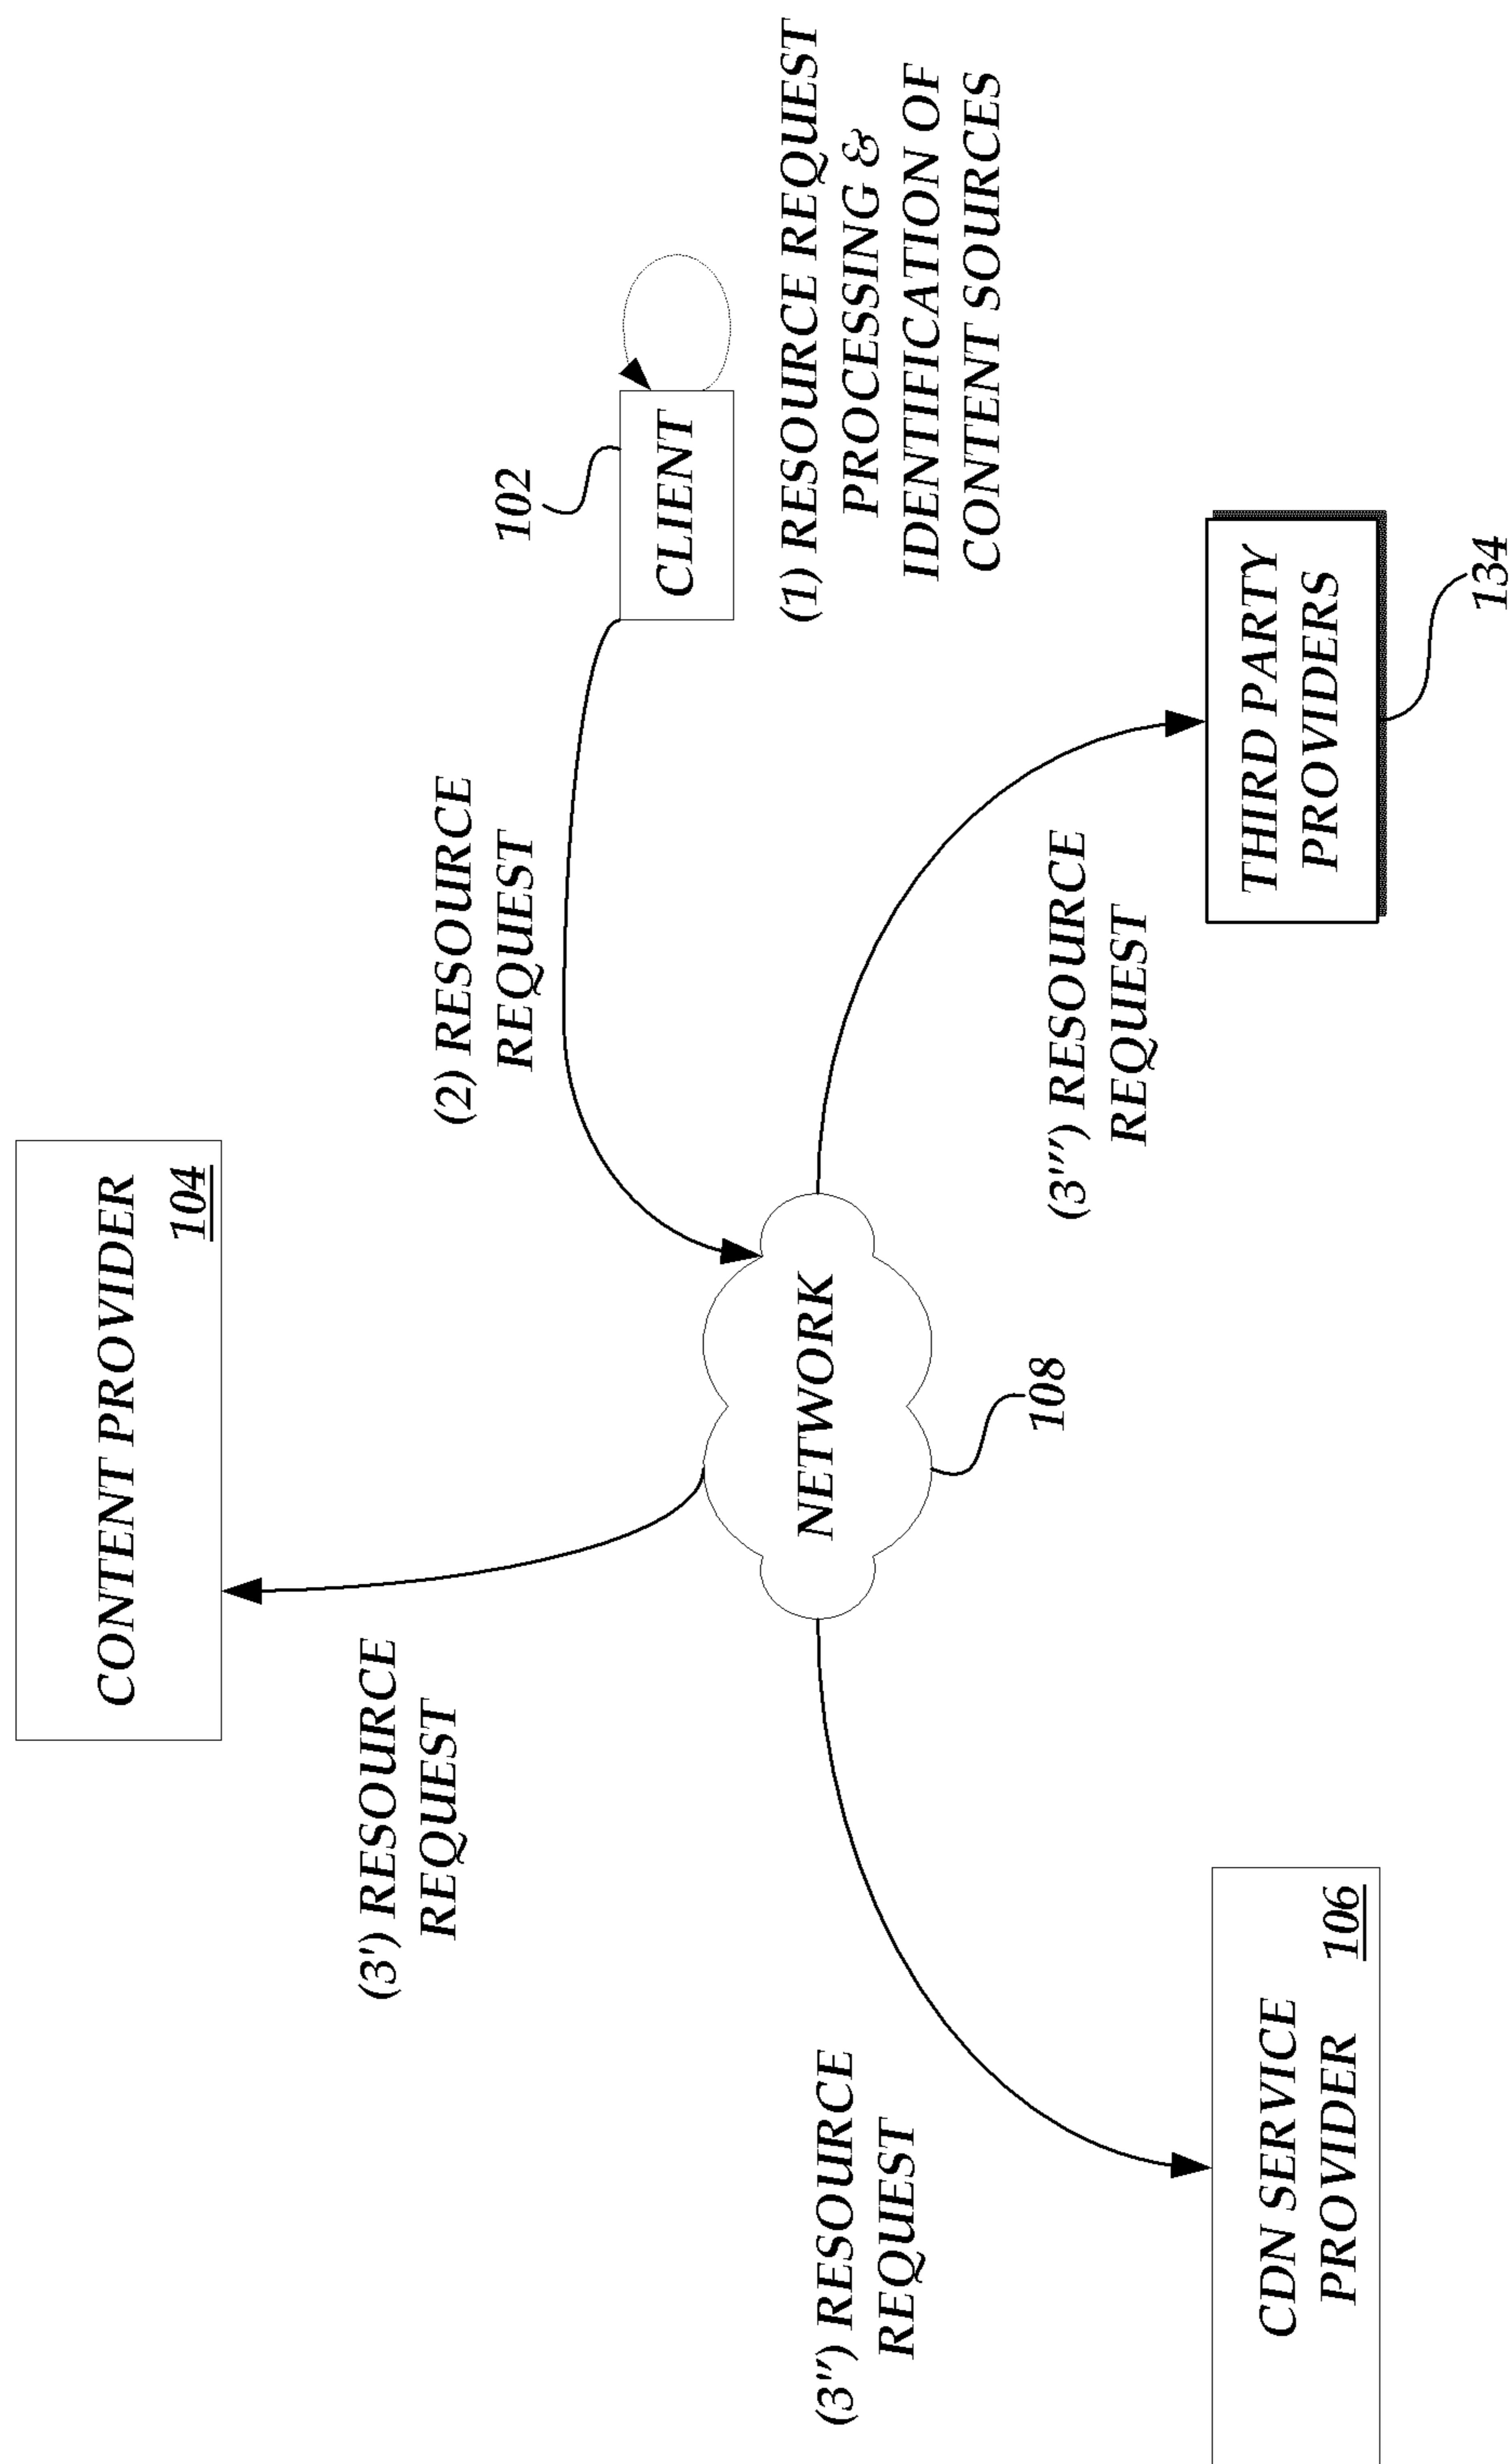 CONTENT PROVIDER
104
(3') RESOURCE
REQUEST
(2) RESOURCE
REQUEST
102
CLIENT
(1) RESOURCE REQUEST
PROCESSING &
IDENTIFICATION OF
CONTENT SOURCES
NETWORK
108
(3'') RESOURCE
REQUEST
(3''') RESOURCE
REQUEST
CDN SERVICE
PROVIDER
106
THIRD PARTY
PROVIDERS
134